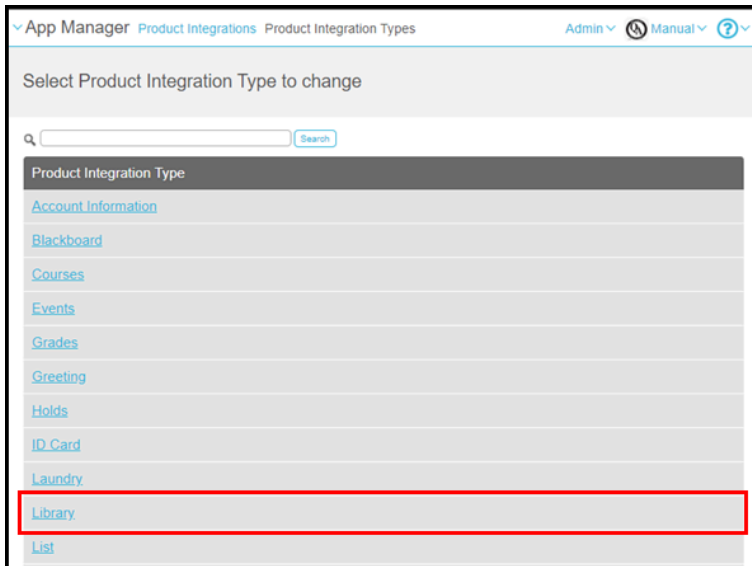 App Manager Product Integrations Product Integration Types Admin Manual ?
Select Product Integration Type to change
Search
Product Integration Type
Account Information
Blackboard
Courses
Events
Grades
Greeting
Holds
ID Card
Laundry
Library
List